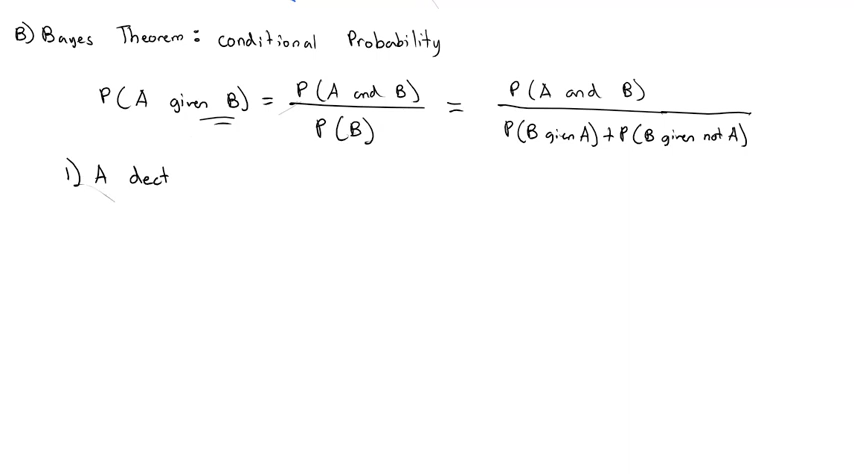 B) Bayes Theorem: conditional Probability
P(A given B) = P(A and B) / P(B) = P(A and B) / P(B given A) + P(B given not A)
1) A dect